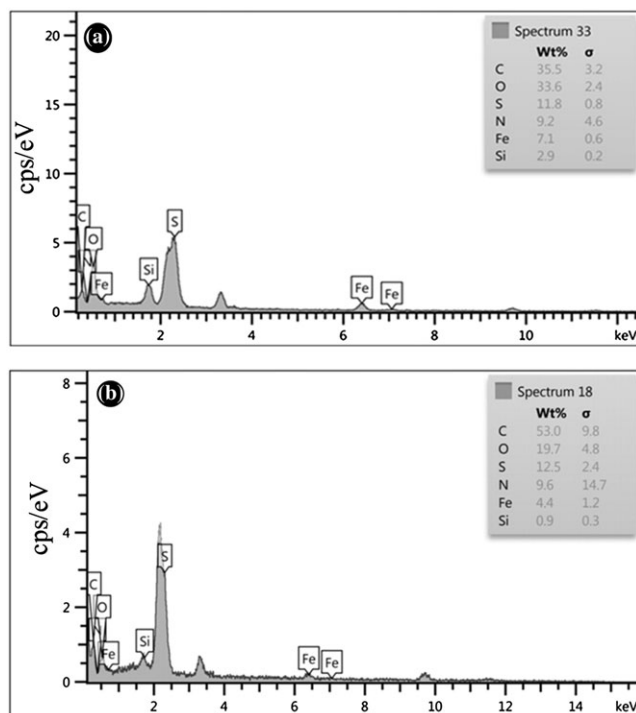 a
Spectrum 33
Wt% σ
C 35.5 3.2
O 33.6 2.4
S 11.8 0.8
N 9.2 4.6
Fe 7.1 0.6
Si 2.9 0.2
cps/eV
20
15
10
5
0
C
O
Fe
Si
S
Fe
Fe
2 4 6 8 10 keV
b
Spectrum 18
Wt% σ
C 53.0 9.8
O 19.7 4.8
S 12.5 2.4
N 9.6 14.7
Fe 4.4 1.2
Si 0.9 0.3
cps/eV
8
6
4
2
0
C
O
Fe
Si
S
Fe
Fe
2 4 6 8 10 12 14 keV